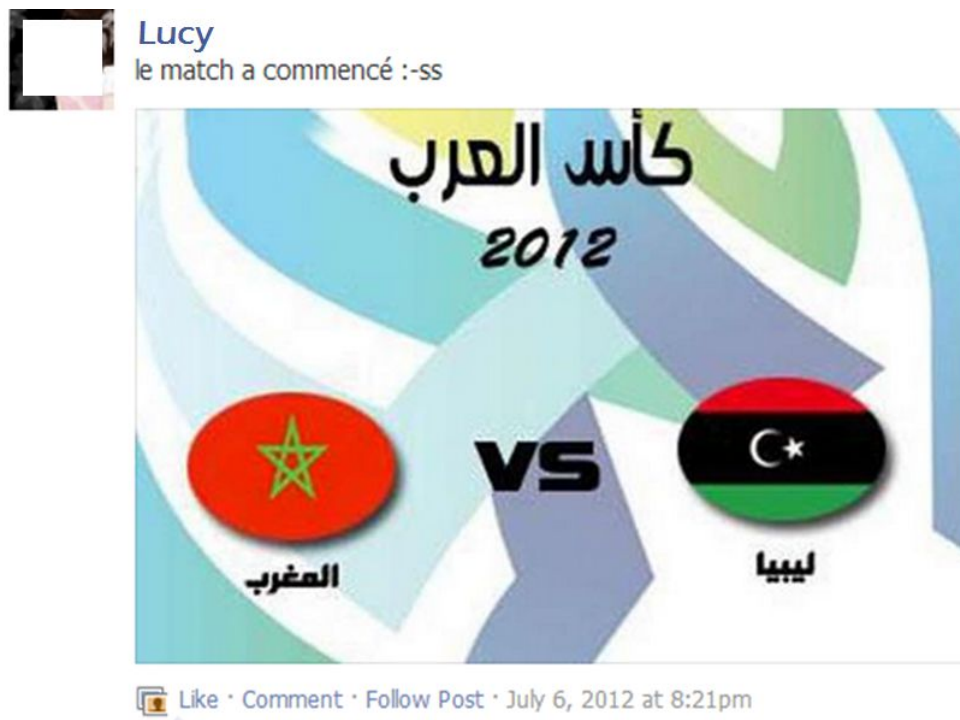 Lucy
le match a commencé :-ss
كأس العرب
2012
VS
المغرب
ليبيا
Like · Comment · Follow Post · July 6, 2012 at 8:21pm